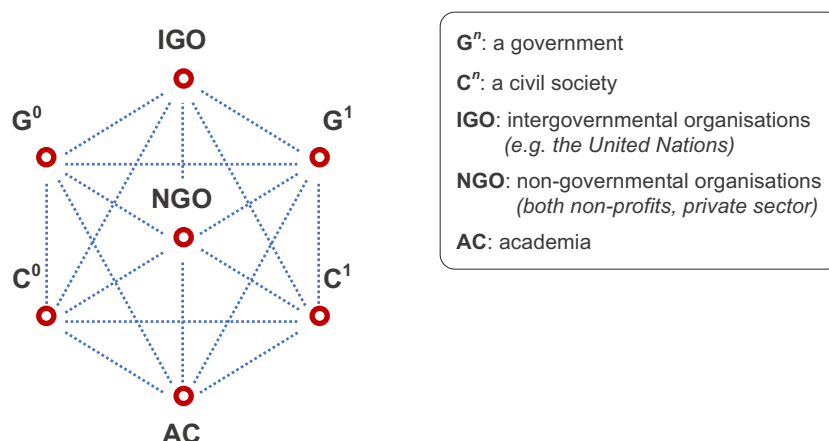 IGO
G⁰
G¹
NGO
C⁰
C¹
AC
Gⁿ: a government
Cⁿ: a civil society
IGO: intergovernmental organisations
(e.g. the United Nations)
NGO: non-governmental organisations
(both non-profits, private sector)
AC: academia